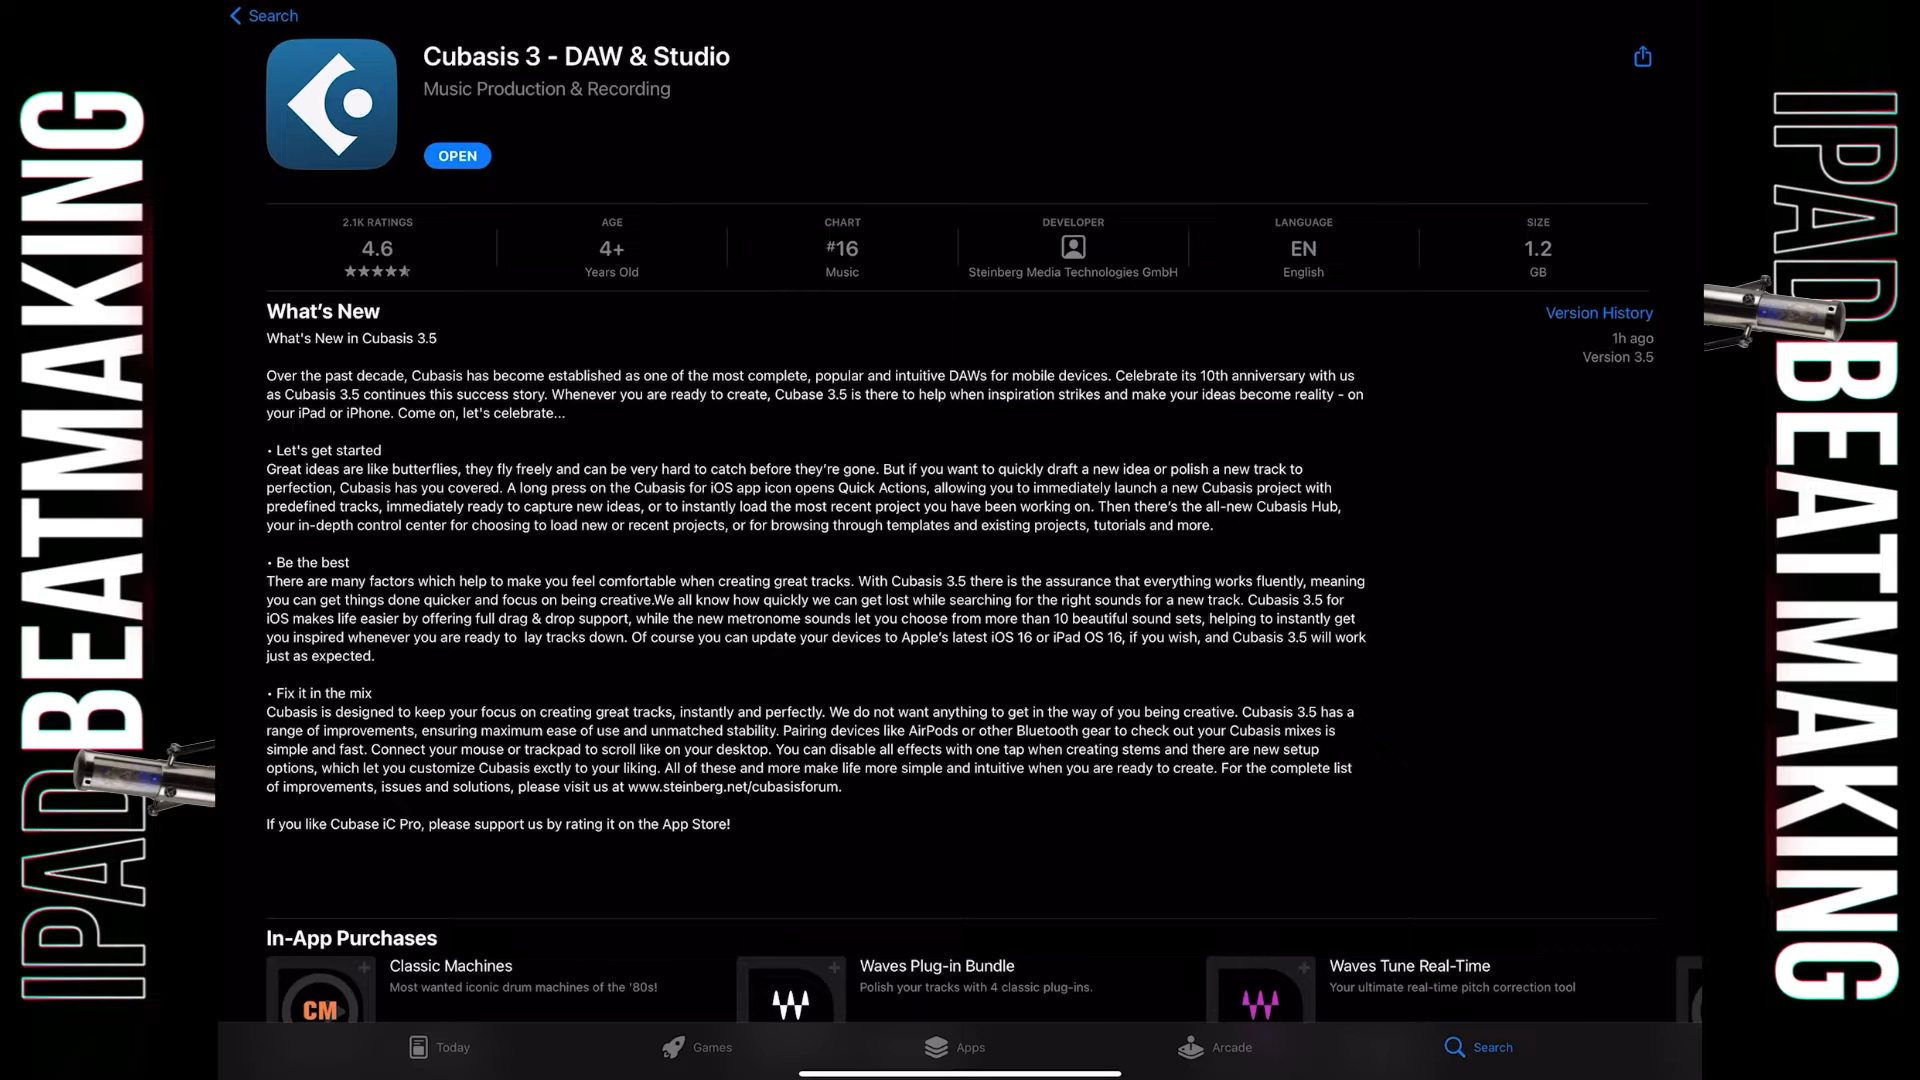 Search
Cubasis 3 - DAW & Studio
Music Production & Recording
OPEN
2.1K RATINGS
4.6
AGE
4+
Years Old
CHART
#16
Music
DEVELOPER
Steinberg Media Technologies GmbH
LANGUAGE
EN
English
SIZE
1.2
GB
What's New
Version History
What's New in Cubasis 3.5
1h ago
Version 3.5
Over the past decade, Cubasis has become established as one of the most complete, popular and intuitive DAWs for mobile devices. Celebrate its 10th anniversary with us
as Cubasis 3.5 continues this success story. Whenever you are ready to create, Cubase 3.5 is there to help when inspiration strikes and make your ideas become reality - on
your iPad or iPhone. Come on, let's celebrate...
• Let's get started
Great ideas are like butterflies, they fly freely and can be very hard to catch before they're gone. But if you want to quickly draft a new idea or polish a new track to
perfection, Cubasis has you covered. A long press on the Cubasis for iOS app icon opens Quick Actions, allowing you to immediately launch a new Cubasis project with
predefined tracks, immediately ready to capture new ideas, or to instantly load the most recent project you have been working on. Then there's the all-new Cubasis Hub,
your in-depth control center for choosing to load new or recent projects, or for browsing through templates and existing projects, tutorials and more.
• Be the best
There are many factors which help to make you feel comfortable when creating great tracks. With Cubasis 3.5 there is the assurance that everything works fluently, meaning
you can get things done quicker and focus on being creative.We all know how quickly we can get lost while searching for the right sounds for a new track. Cubasis 3.5 for
iOS makes life easier by offering full drag & drop support, while the new metronome sounds let you choose from more than 10 beautiful sound sets, helping to instantly get
you inspired whenever you are ready to  lay tracks down. Of course you can update your devices to Apple's latest iOS 16 or iPad OS 16, if you wish, and Cubasis 3.5 will work
just as expected.
• Fix it in the mix
Cubasis is designed to keep your focus on creating great tracks, instantly and perfectly. We do not want anything to get in the way of you being creative. Cubasis 3.5 has a
range of improvements, ensuring maximum ease of use and unmatched stability. Pairing devices like AirPods or other Bluetooth gear to check out your Cubasis mixes is
simple and fast. Connect your mouse or trackpad to scroll like on your desktop. You can disable all effects with one tap when creating stems and there are new setup
options, which let you customize Cubasis exctly to your liking. All of these and more make life more simple and intuitive when you are ready to create. For the complete list
of improvements, issues and solutions, please visit us at www.steinberg.net/cubasisforum.
If you like Cubase iC Pro, please support us by rating it on the App Store!
In-App Purchases
CM
Classic Machines
Most wanted iconic drum machines of the '80s!
Waves Plug-in Bundle
Polish your tracks with 4 classic plug-ins.
Waves Tune Real-Time
Your ultimate real-time pitch correction tool
Today
Games
Apps
Arcade
Search
IPAD BEATMAKING
IPAD BEATMAKING